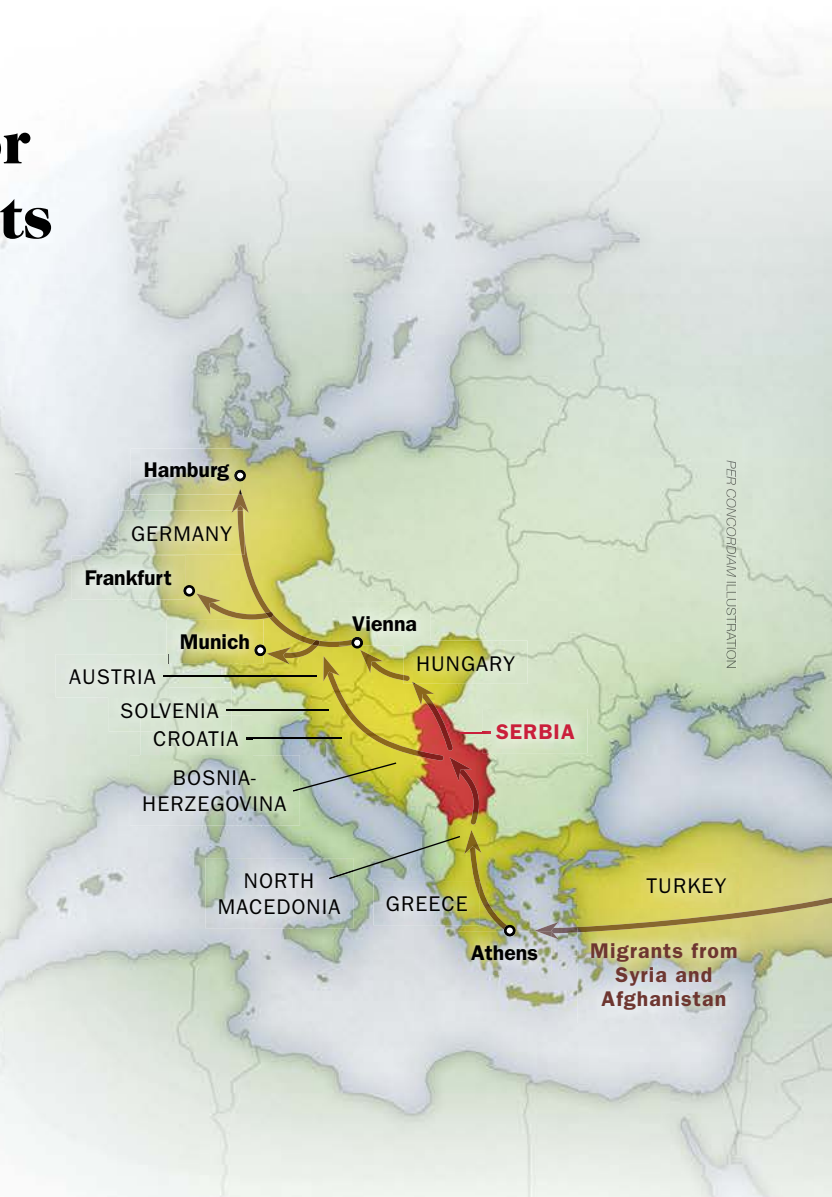 or
ts
Hamburg
GERMANY
Frankfurt
Vienna
Munich
HUNGARY
AUSTRIA
SOLVENIA
SERBIA
CROATIA
BOSNIA-
HERZEGOVINA
NORTH
MACEDONIA
GREECE
TURKEY
Athens
Migrants from
Syria and
Afghanistan
PER CONCORDIAM ILLUSTRATION